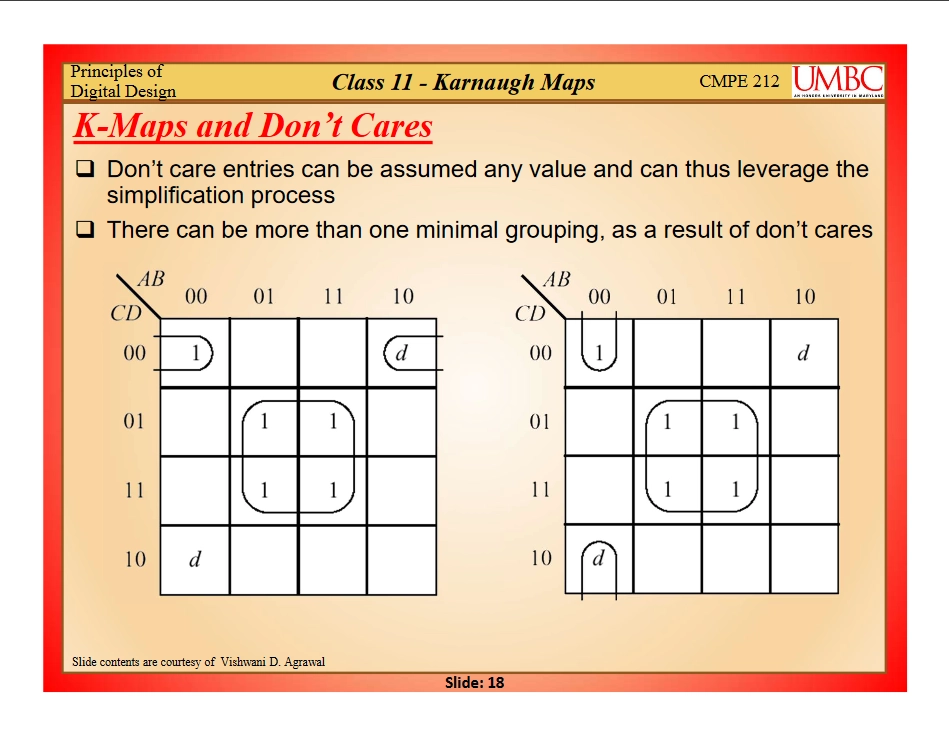 Principles of
Digital Design
Class 11 - Karnaugh Maps
CMPE 212
UMBC
AN HONORS UNIVERSITY IN MARYLAND
K-Maps and Don't Cares
❑ Don't care entries can be assumed any value and can thus leverage the
simplification process
❑ There can be more than one minimal grouping, as a result of don't cares
AB
00 01 11 10
CD
00 1 d
01 1 1
11 1 1
10 d
AB
00 01 11 10
CD
00 1 d
01 1 1
11 1 1
10 d
Slide contents are courtesy of Vishwani D. Agrawal
Slide: 18